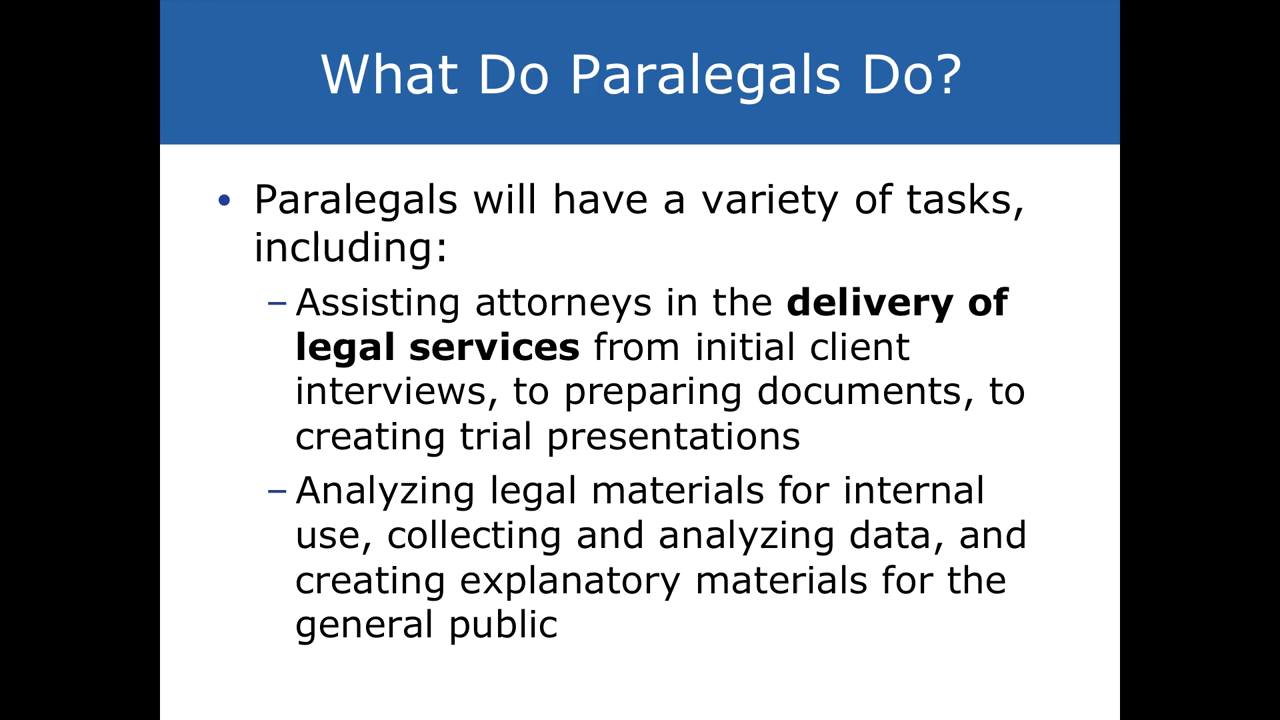 What Do Paralegals Do?
• Paralegals will have a variety of tasks,
including:
– Assisting attorneys in the delivery of
legal services from initial client
interviews, to preparing documents, to
creating trial presentations
– Analyzing legal materials for internal
use, collecting and analyzing data, and
creating explanatory materials for the
general public